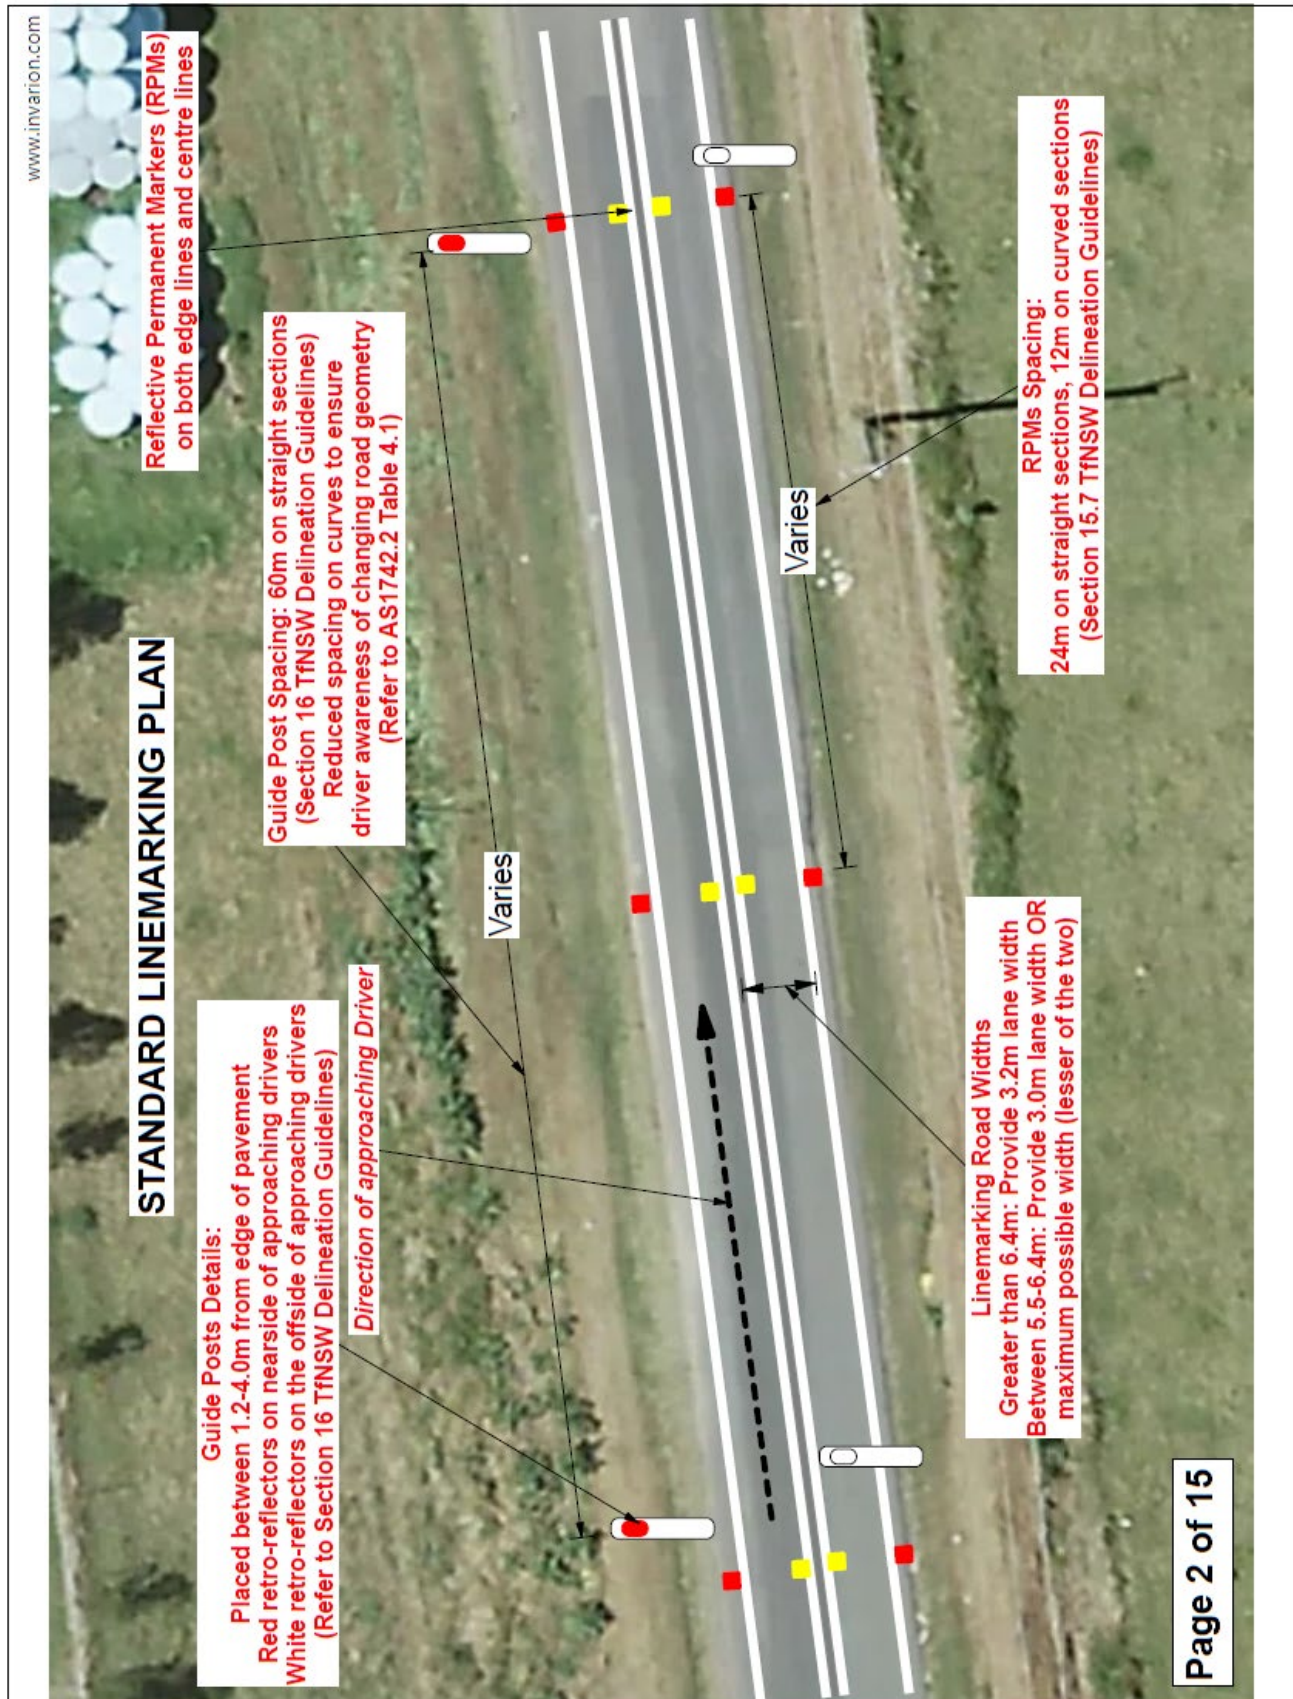 www.invarion.com
STANDARD LINEMARKING PLAN
Guide Posts Details:
Placed between 1.2-4.0m from edge of pavement
Red retro-reflectors on nearside of approaching drivers
White retro-reflectors on the offside of approaching drivers
(Refer to Section 16 TfNSW Delineation Guidelines)
Direction of approaching Driver
Guide Post Spacing: 60m on straight sections
(Section 16 TfNSW Delineation Guidelines)
Reduced spacing on curves to ensure
driver awareness of changing road geometry
(Refer to AS1742.2 Table 4.1)
Reflective Permanent Markers (RPMs)
on both edge lines and centre lines
Varies
Varies
Linemarking Road Widths
Greater than 6.4m: Provide 3.2m lane width
Between 5.5-6.4m: Provide 3.0m lane width OR
maximum possible width (lesser of the two)
RPMs Spacing:
24m on straight sections, 12m on curved sections
(Section 15.7 TfNSW Delineation Guidelines)
Page 2 of 15